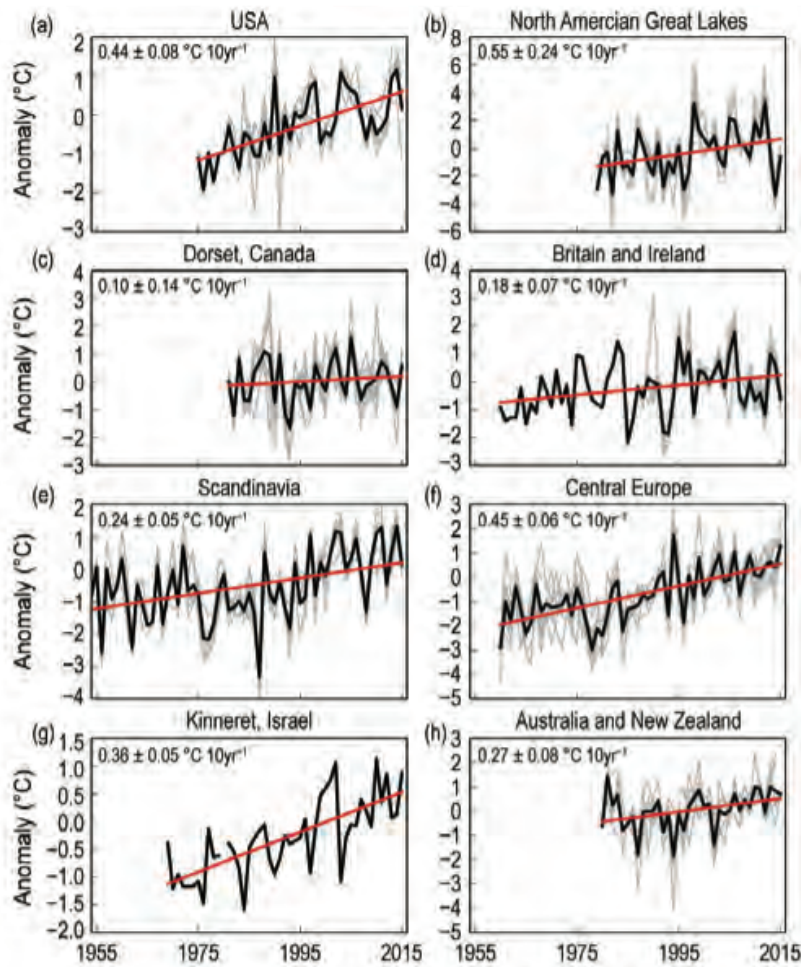 (a) USA
0.44 ± 0.08 °C 10yr⁻¹
Anomaly (°C)
2
1
0
−1
−2
−3
(b) North Amercian Great Lakes
0.55 ± 0.24 °C 10yr⁻¹
8
6
4
2
0
−2
−4
−6
(c) Dorset, Canada
0.10 ± 0.14 °C 10yr⁻¹
Anomaly (°C)
4
3
2
1
0
−1
−2
−3
(d) Britain and Ireland
0.18 ± 0.07 °C 10yr⁻¹
4
3
2
1
0
−1
−2
−3
(e) Scandinavia
0.24 ± 0.05 °C 10yr⁻¹
Anomaly (°C)
2
1
0
−1
−2
−3
−4
(f) Central Europe
0.45 ± 0.06 °C 10yr⁻¹
3
2
1
0
−1
−2
−3
−4
−5
(g) Kinneret, Israel
0.36 ± 0.05 °C 10yr⁻¹
Anomaly (°C)
1.5
1.0
0.5
0.0
−0.5
−1.0
−1.5
−2.0
1955 1975 1995 2015
(h) Australia and New Zealand
0.27 ± 0.08 °C 10yr⁻¹
3
2
1
0
−1
−2
−3
−4
−5
1955 1975 1995 2015